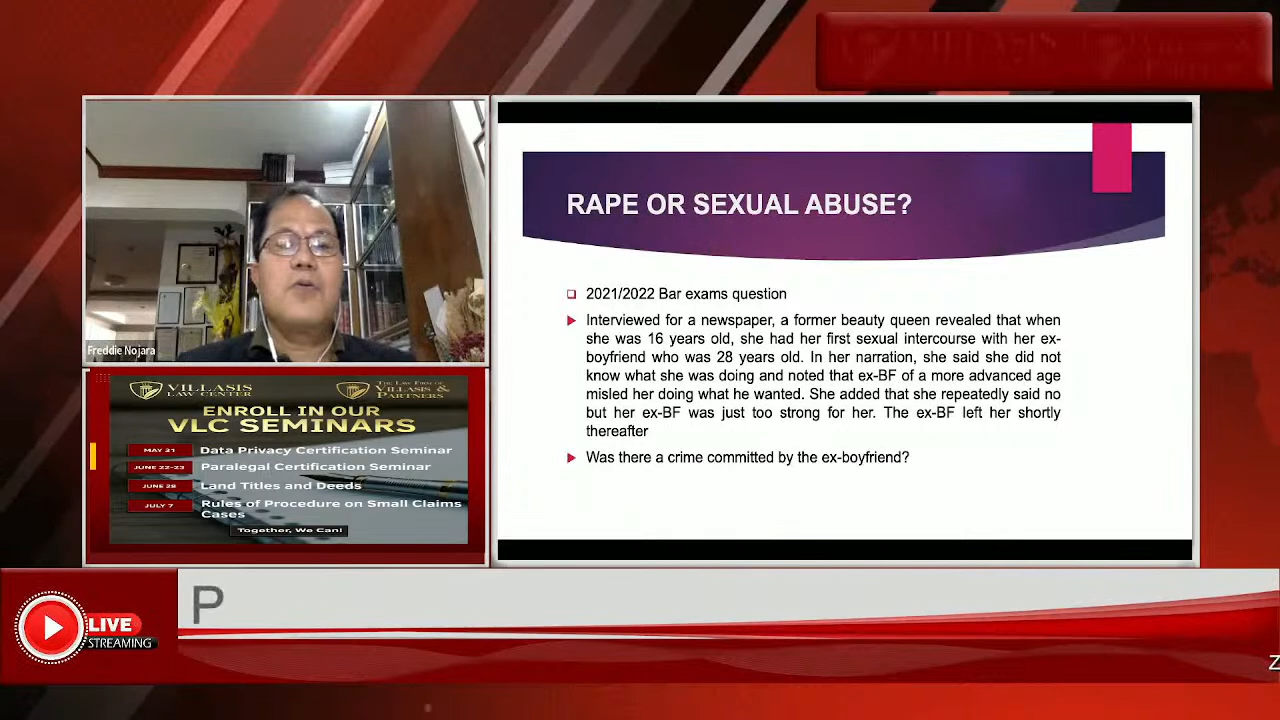 Freddie Nojara
VILLASIS
LAW CENTER
THE LAW FIRM OF
VILLASIS &
PARTNERS
ENROLL IN OUR
VLC SEMINARS
MAY 21 Data Privacy Certification Seminar
JUNE 22-23 Paralegal Certification Seminar
JUNE 28 Land Titles and Deeds
JULY 7 Rules of Procedure on Small Claims
Cases
Together, We Can!
RAPE OR SEXUAL ABUSE?
2021/2022 Bar exams question
Interviewed for a newspaper, a former beauty queen revealed that when
she was 16 years old, she had her first sexual intercourse with her ex-
boyfriend who was 28 years old. In her narration, she said she did not
know what she was doing and noted that ex-BF of a more advanced age
misled her doing what he wanted. She added that she repeatedly said no
but her ex-BF was just too strong for her. The ex-BF left her shortly
thereafter
Was there a crime committed by the ex-boyfriend?
P
LIVE
STREAMING
Z